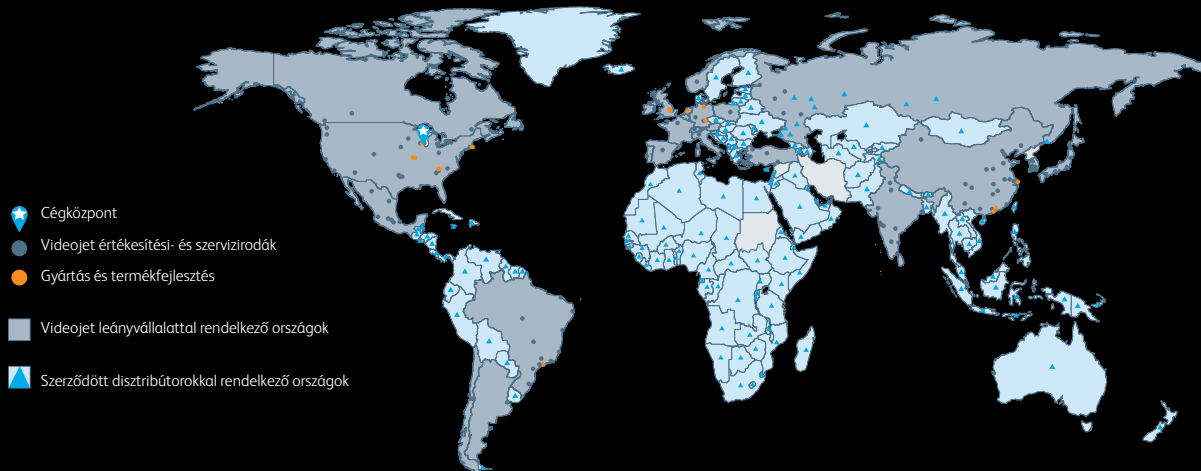 Cégközpont
Videojet értékesítési- és szervizirodák
Gyártás és termékfejlesztés
Videojet leányvállalattal rendelkező országok
Szerződött disztribútorokkal rendelkező országok